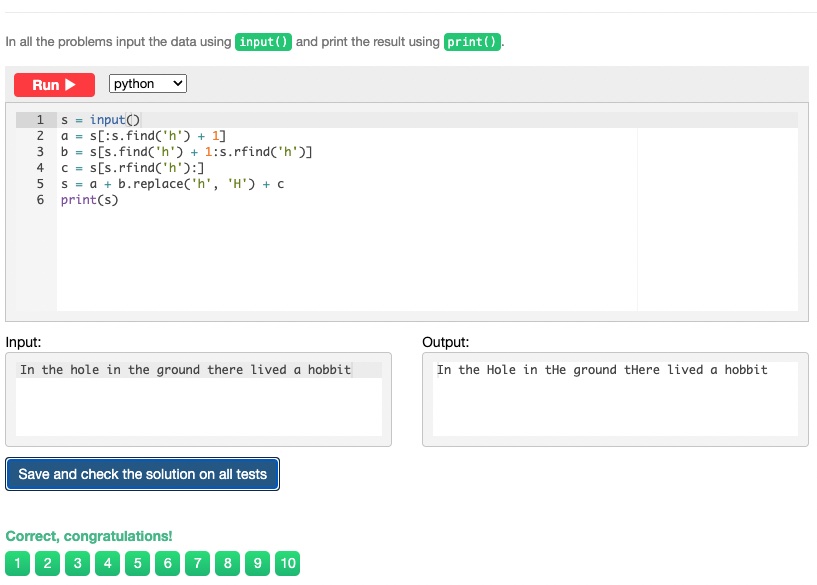 In all the problems input the data using input() and print the result using print().
Run ▶ python
1 s = input()
2 a = s[:s.find('h') + 1]
3 b = s[s.find('h') + 1:s.rfind('h')]
4 c = s[s.rfind('h'):]
5 s = a + b.replace('h', 'H') + c
6 print(s)
Input: Output:
In the hole in the ground there lived a hobbit In the Hole in tHe ground tHere lived a hobbit
Save and check the solution on all tests
Correct, congratulations!
1 2 3 4 5 6 7 8 9 10